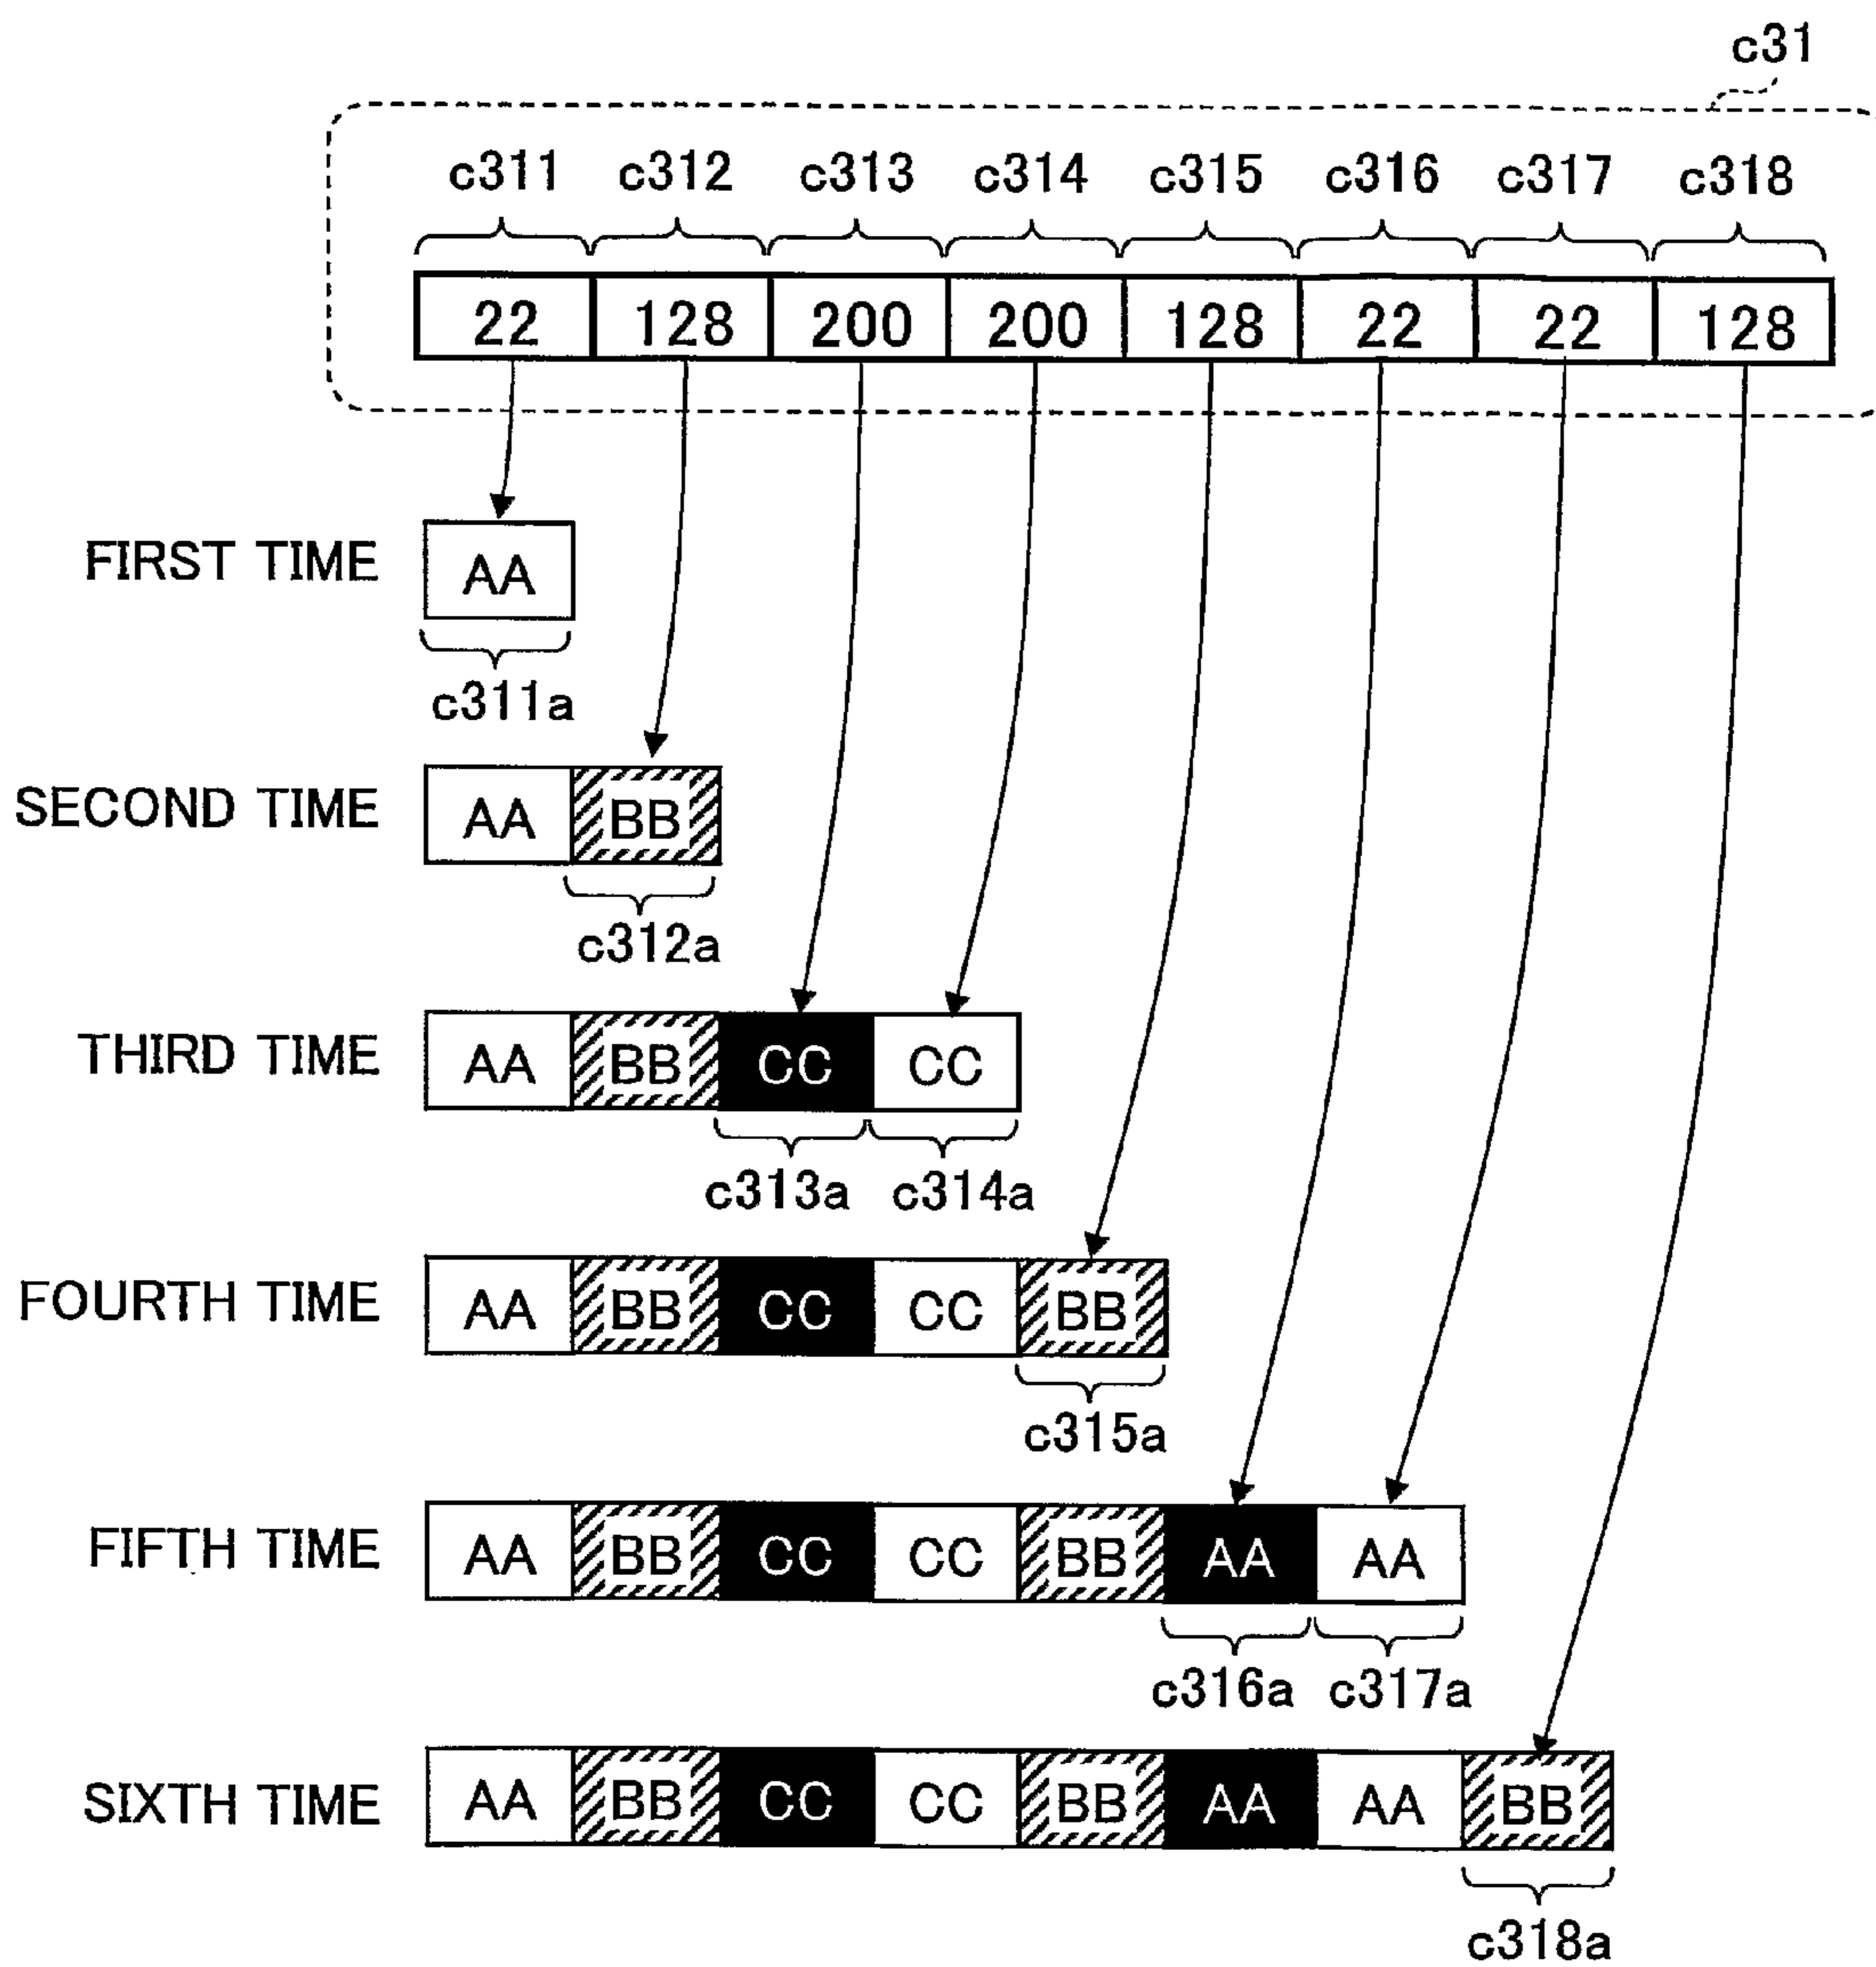 c31
c311 c312 c313 c314 c315 c316 c317 c318
22 128 200 200 128 22 22 128
FIRST TIME AA
c311a
SECOND TIME AA BB
c312a
THIRD TIME AA BB CC CC
c313a c314a
FOURTH TIME AA BB CC CC BB
c315a
FIFTH TIME AA BB CC CC BB AA AA
c316a c317a
SIXTH TIME AA BB CC CC BB AA AA BB
c318a